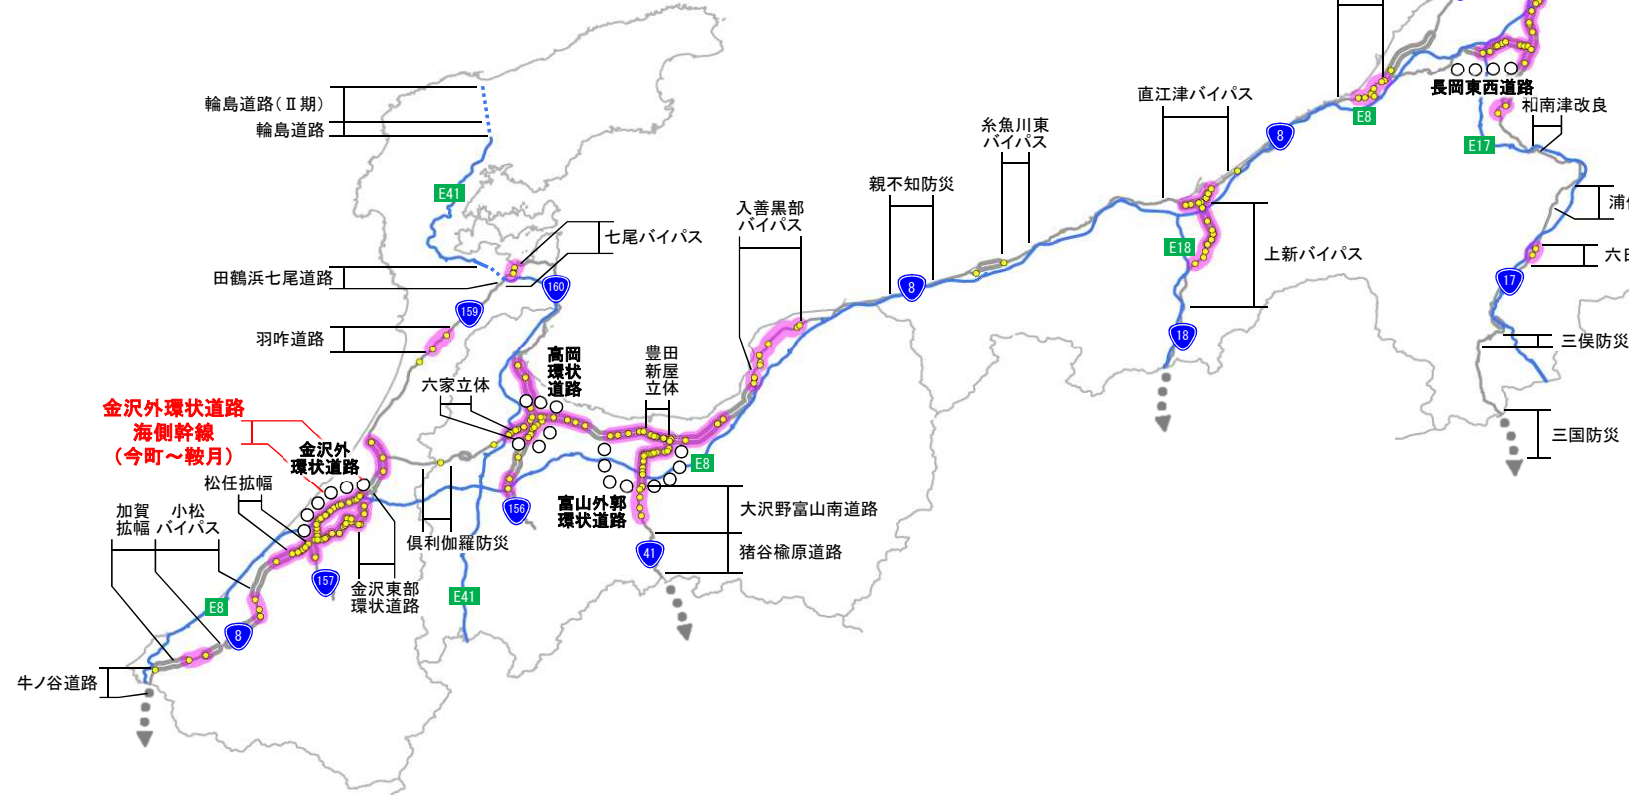 輪島道路(Ⅱ期)
輪島道路
E41
七尾バイパス
田鶴浜七尾道路
160
159
羽咋道路
高岡
環状
道路
豊田
新屋
立体
六家立体
金沢外環状道路
海側幹線
(今町～鞍月)
金沢外
環状道路
松任拡幅
加賀
拡幅
小松
バイパス
E8
8
牛ノ谷道路
157
金沢東部
環状道路
倶利伽羅防災
E41
156
富山外郭
環状道路
E8
大沢野富山南道路
41
猪谷楡原道路
入善黒部
バイパス
親不知防災
8
糸魚川東
バイパス
直江津バイパス
8
E18
上新バイパス
18
E8
長岡東西道路
和南津改良
E17
17
三俣防災
三国防災